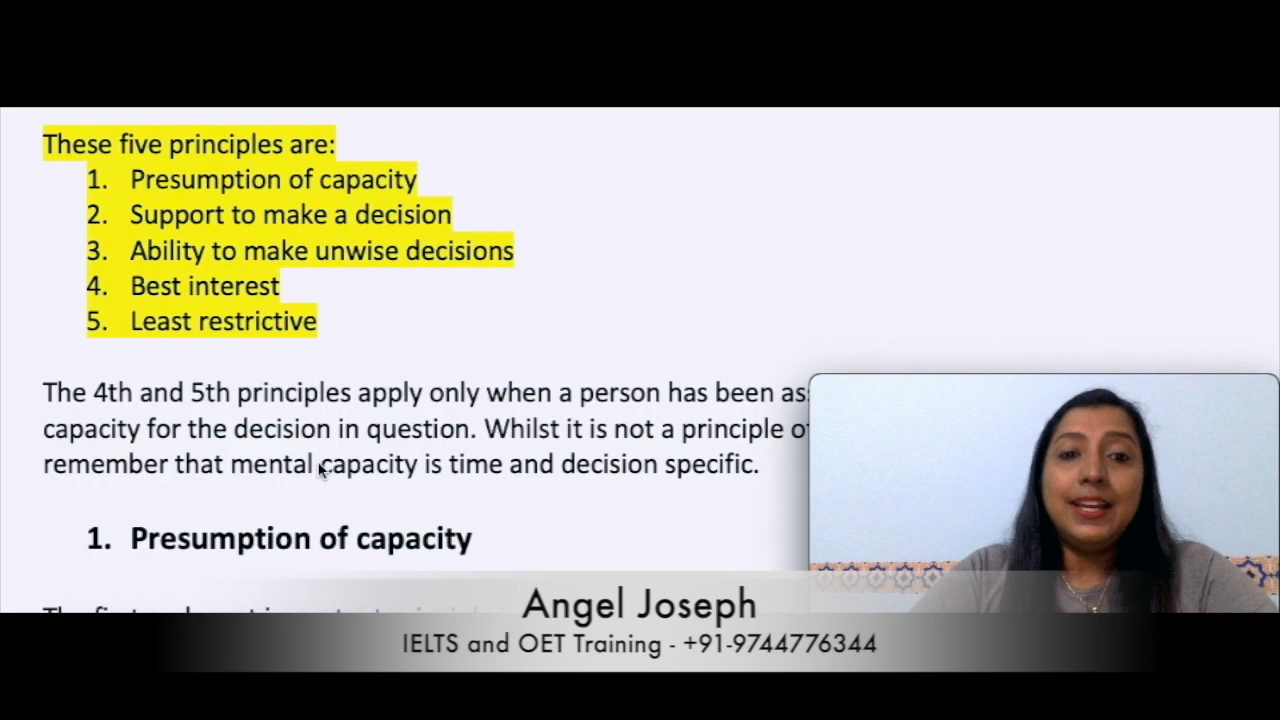 These five principles are:
1. Presumption of capacity
2. Support to make a decision
3. Ability to make unwise decisions
4. Best interest
5. Least restrictive
The 4th and 5th principles apply only when a person has been
capacity for the decision in question. Whilst it is not a principle
remember that mental capacity is time and decision specific.
1. Presumption of capacity
Angel Joseph
IELTS and OET Training - +91-9744776344